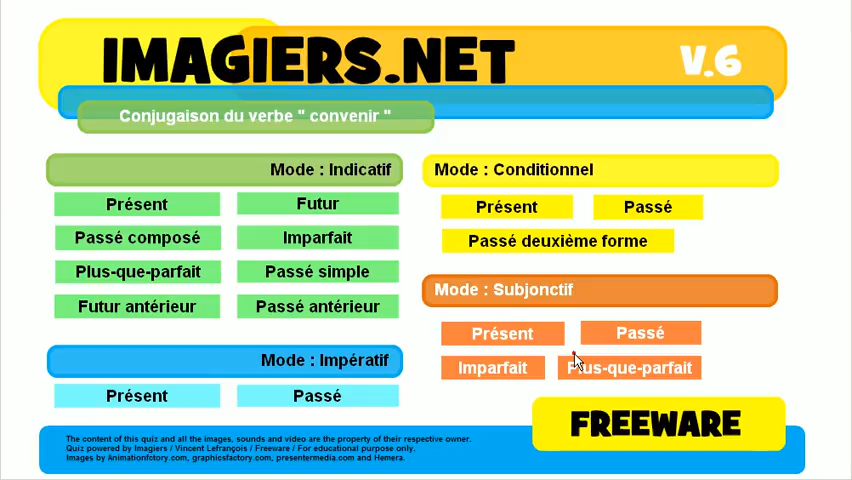 IMAGIERS.NET
V.6
Conjugaison du verbe " convenir "
Mode : Indicatif
Présent
Futur
Passé composé
Imparfait
Plus-que-parfait
Passé simple
Futur antérieur
Passé antérieur
Mode : Impératif
Présent
Passé
Mode : Conditionnel
Présent
Passé
Passé deuxième forme
Mode : Subjonctif
Présent
Passé
Imparfait
Plus-que-parfait
FREEWARE
The content of this quiz and all the images, sounds and video are the property of their respective owner.
Quiz powered by Imagiers / Vincent Lefrançois / Freeware / For educational purpose only.
Images by Animationfctory.com, graphicsfactory.com, presentermedia.com and Hemera.